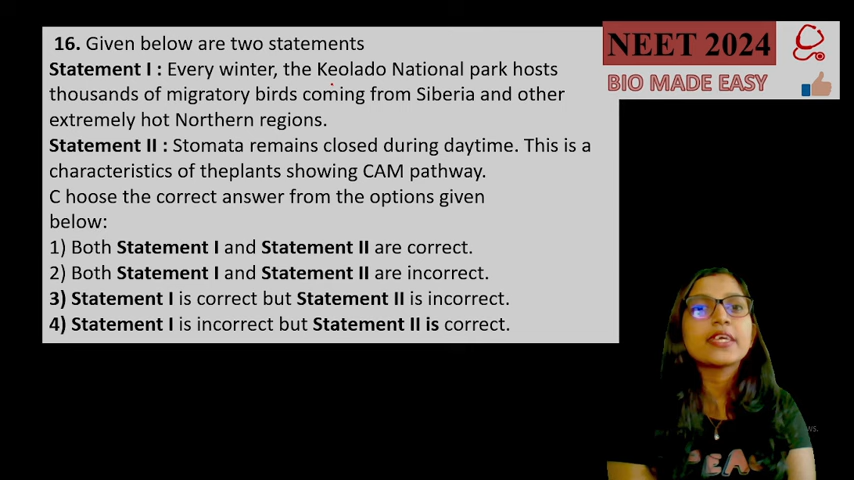 16. Given below are two statements
Statement I : Every winter, the Keolado National park hosts
thousands of migratory birds coming from Siberia and other
extremely hot Northern regions.
Statement II : Stomata remains closed during daytime. This is a
characteristics of theplants showing CAM pathway.
C hoose the correct answer from the options given
below:
1) Both Statement I and Statement II are correct.
2) Both Statement I and Statement II are incorrect.
3) Statement I is correct but Statement II is incorrect.
4) Statement I is incorrect but Statement II is correct.
NEET 2024
BIO MADE EASY